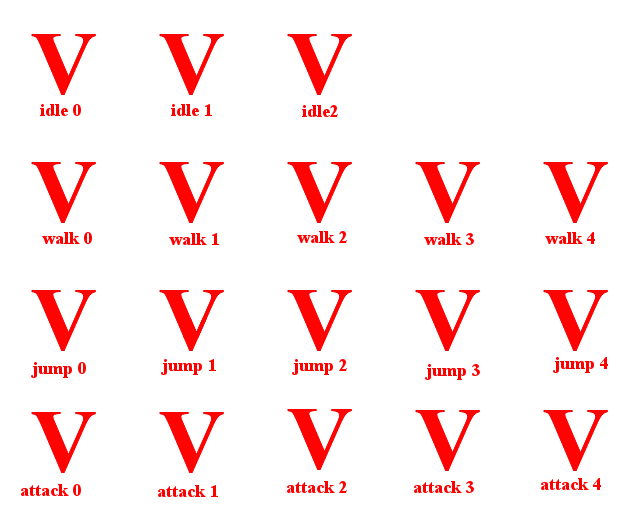 V V V
idle 0 idle 1 idle2
V V V V V
walk 0 walk 1 walk 2 walk 3 walk 4
V V V V V
jump 0 jump 1 jump 2 jump 3 jump 4
V V V V V
attack 0 attack 1 attack 2 attack 3 attack 4